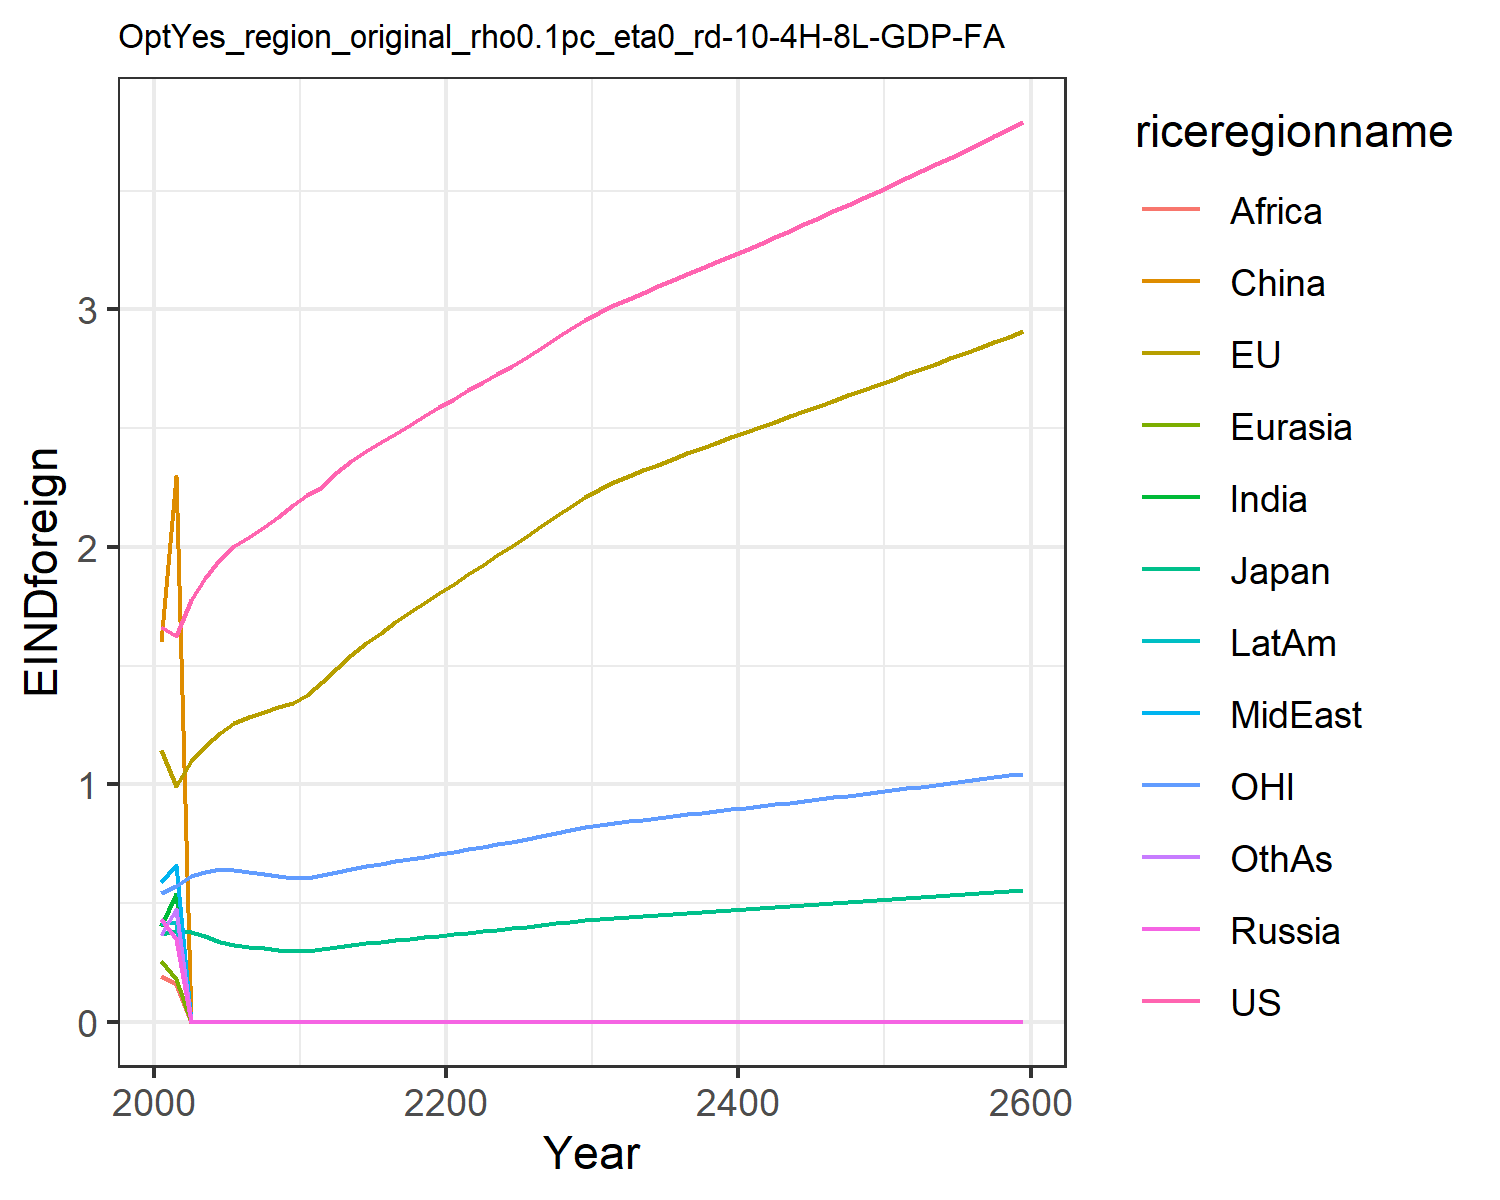 OptYes_region_original_rho0.1pc_eta0_rd-10-4H-8L-GDP-FA
EINDforeign
3
2
1
0
2000
2200
2400
2600
Year
riceregionname
Africa
China
EU
Eurasia
India
Japan
LatAm
MidEast
OHI
OthAs
Russia
US